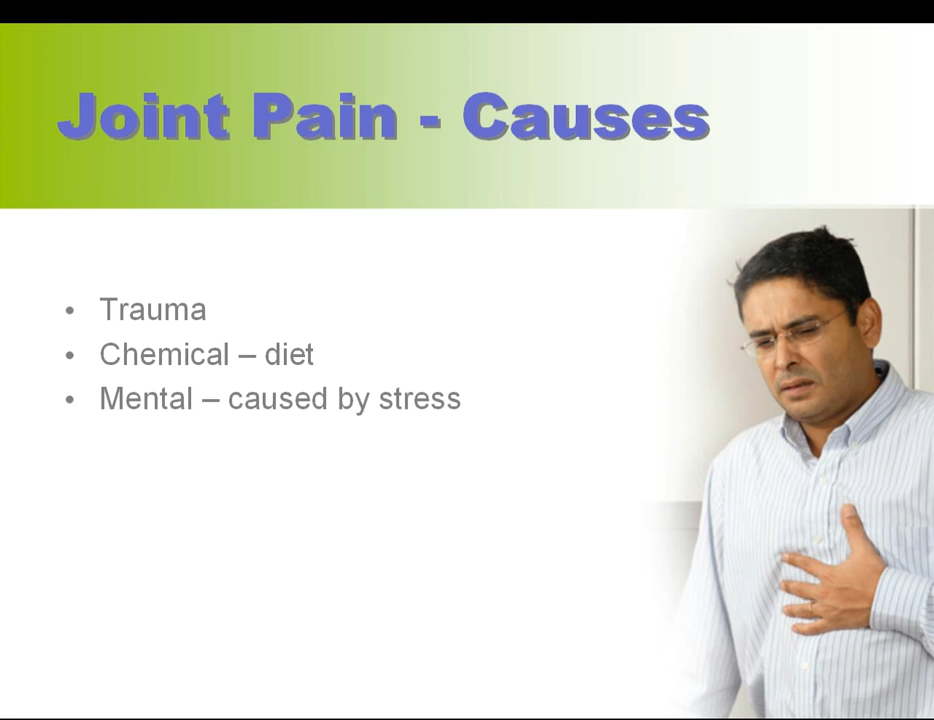 Joint Pain - Causes
• Trauma
• Chemical – diet
• Mental – caused by stress